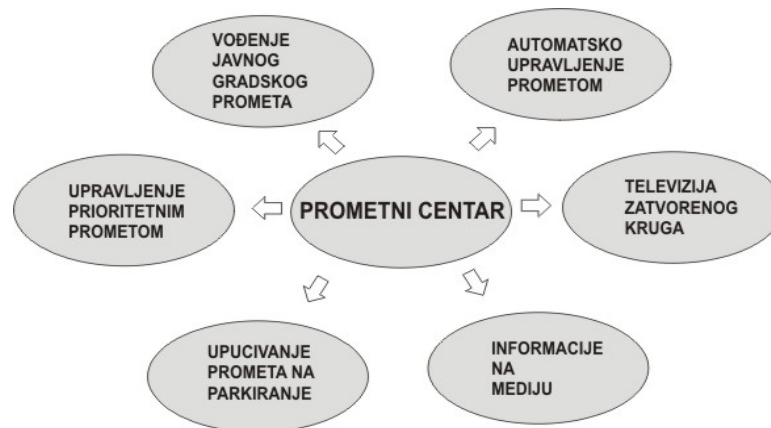 VOĐENJE
JAVNOG
GRADSKOG
PROMETA
AUTOMATSKO
UPRAVLJENJE
PROMETOM
UPRAVLJENJE
PRIORITETNIM
PROMETOM
PROMETNI CENTAR
TELEVIZIJA
ZATVORENOG
KRUGA
UPUCIVANJE
PROMETA NA
PARKIRANJE
INFORMACIJE
NA
MEDIJU